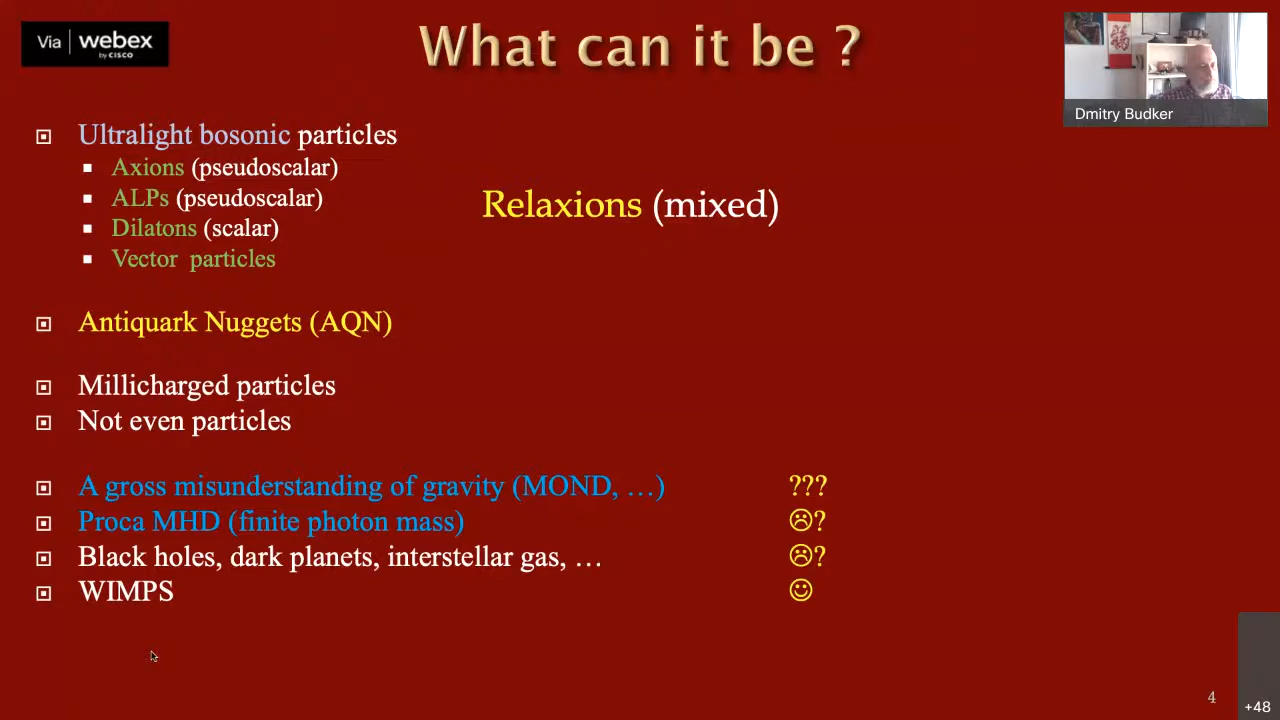 Via webex
by CISCO
What can it be ?
Dmitry Budker
Ultralight bosonic particles
Axions (pseudoscalar)
ALPs (pseudoscalar)
Relaxions (mixed)
Dilatons (scalar)
Vector particles
Antiquark Nuggets (AQN)
Millicharged particles
Not even particles
A gross misunderstanding of gravity (MOND, …) ???
Proca MHD (finite photon mass) ☹?
Black holes, dark planets, interstellar gas, … ☹?
WIMPS ☺
4
+48